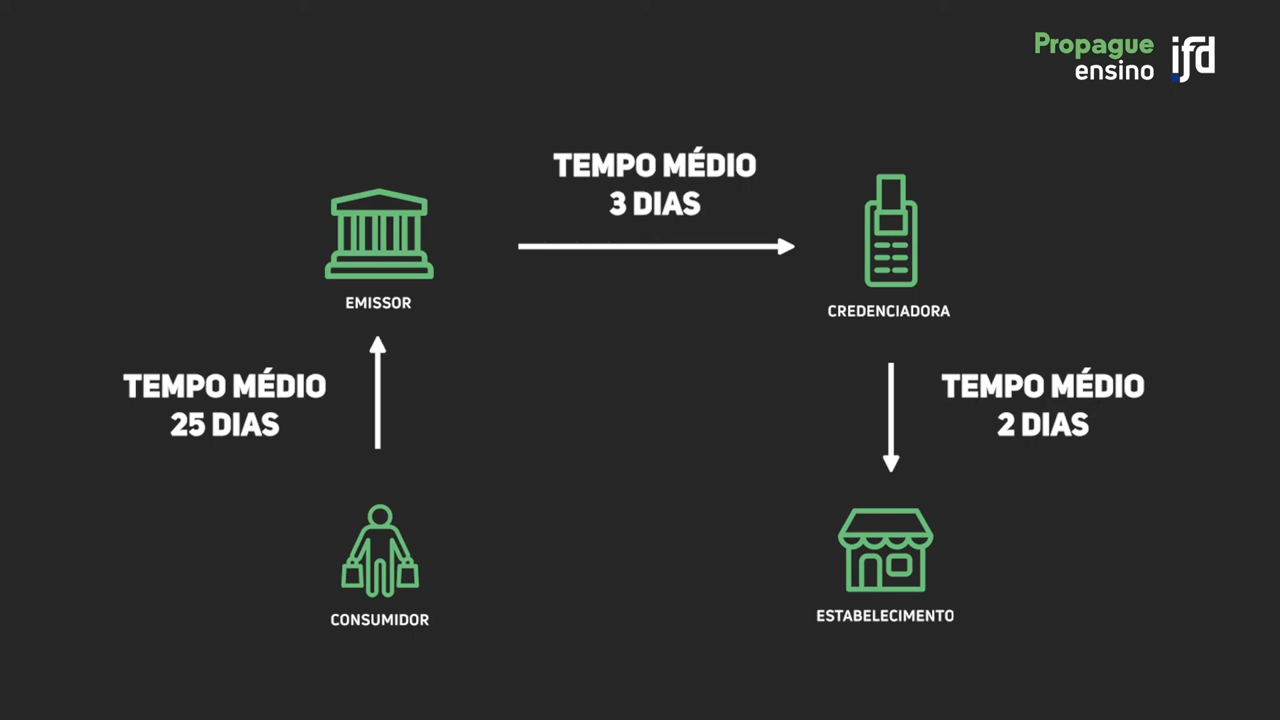 Propague
ensino
ifd
TEMPO MÉDIO
3 DIAS
EMISSOR
CREDENCIADORA
TEMPO MÉDIO
25 DIAS
TEMPO MÉDIO
2 DIAS
CONSUMIDOR
ESTABELECIMENTO